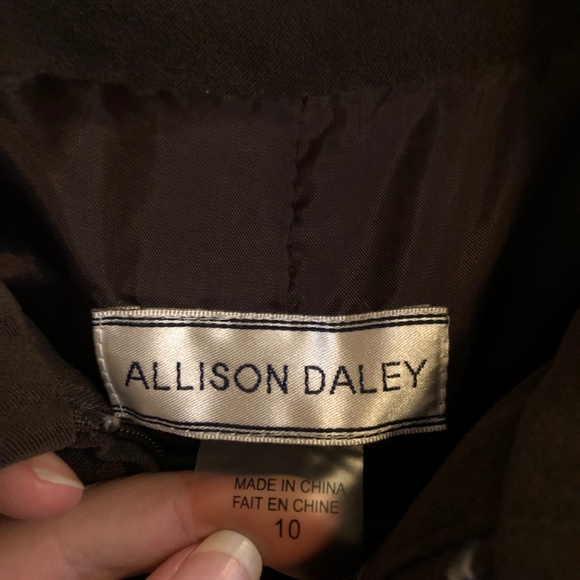 ALLISON DALEY
MADE IN CHINA
FAIT EN CHINE
10